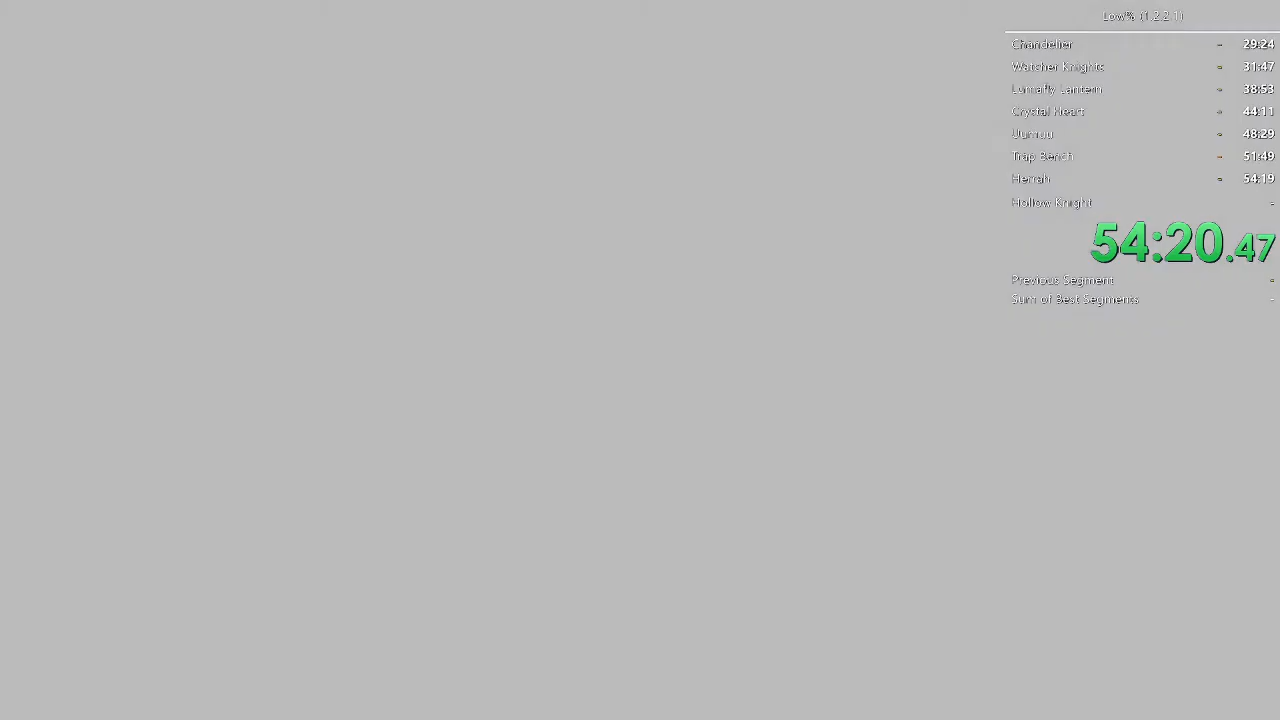 Low% (1.2.2.1)
Chandelier - 29:24
Watcher Knights - 31:47
Lumafly Lantern - 38:53
Crystal Heart - 44:11
Uumuu - 48:29
Trap Bench - 51:49
Herrah - 54:19
Hollow Knight -
54:20.47
Previous Segment -
Sum of Best Segments -